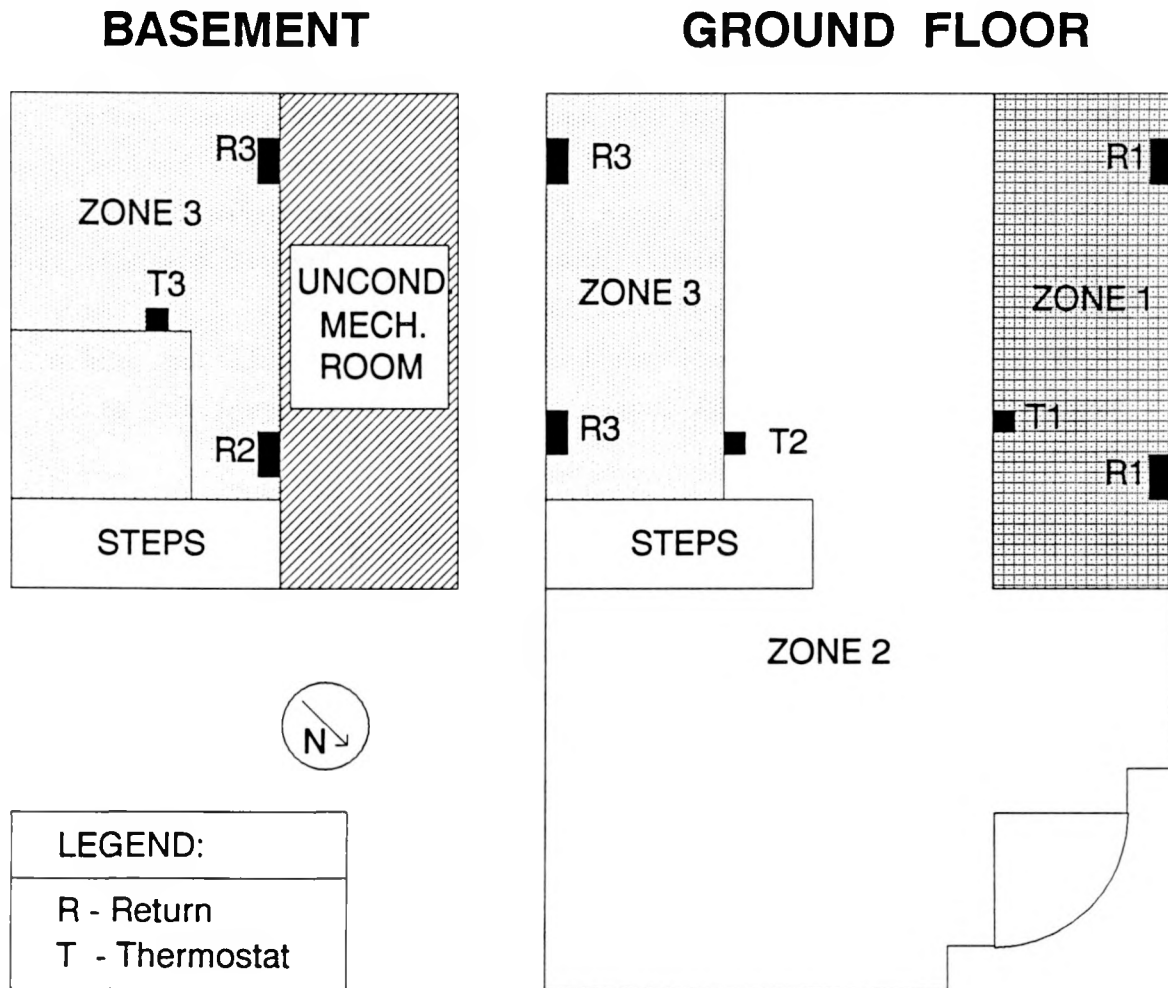 BASEMENT
GROUND FLOOR
R3
ZONE 3
T3
UNCOND
MECH.
ROOM
R2
STEPS
R3
ZONE 3
R3
T2
STEPS
R1
ZONE 1
T1
R1
ZONE 2
N
LEGEND:
R - Return
T - Thermostat